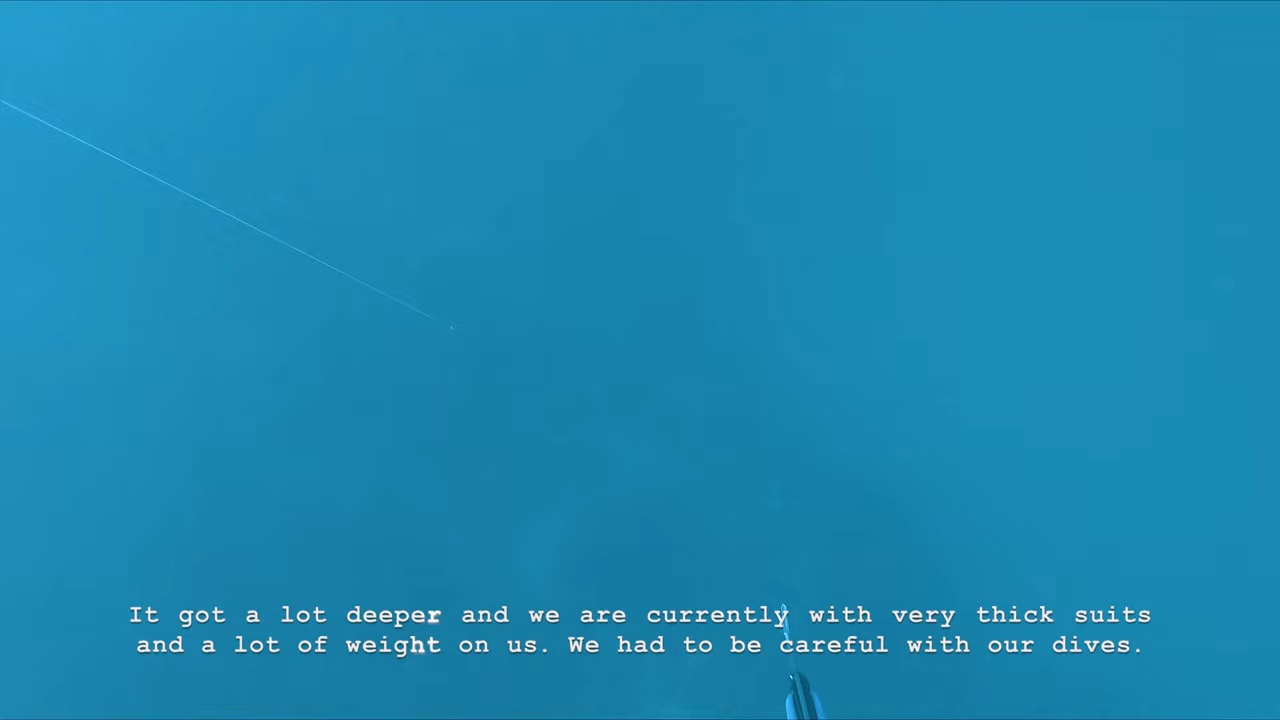 It got a lot deeper and we are currently with very thick suits
and a lot of weight on us. We had to be careful with our dives.